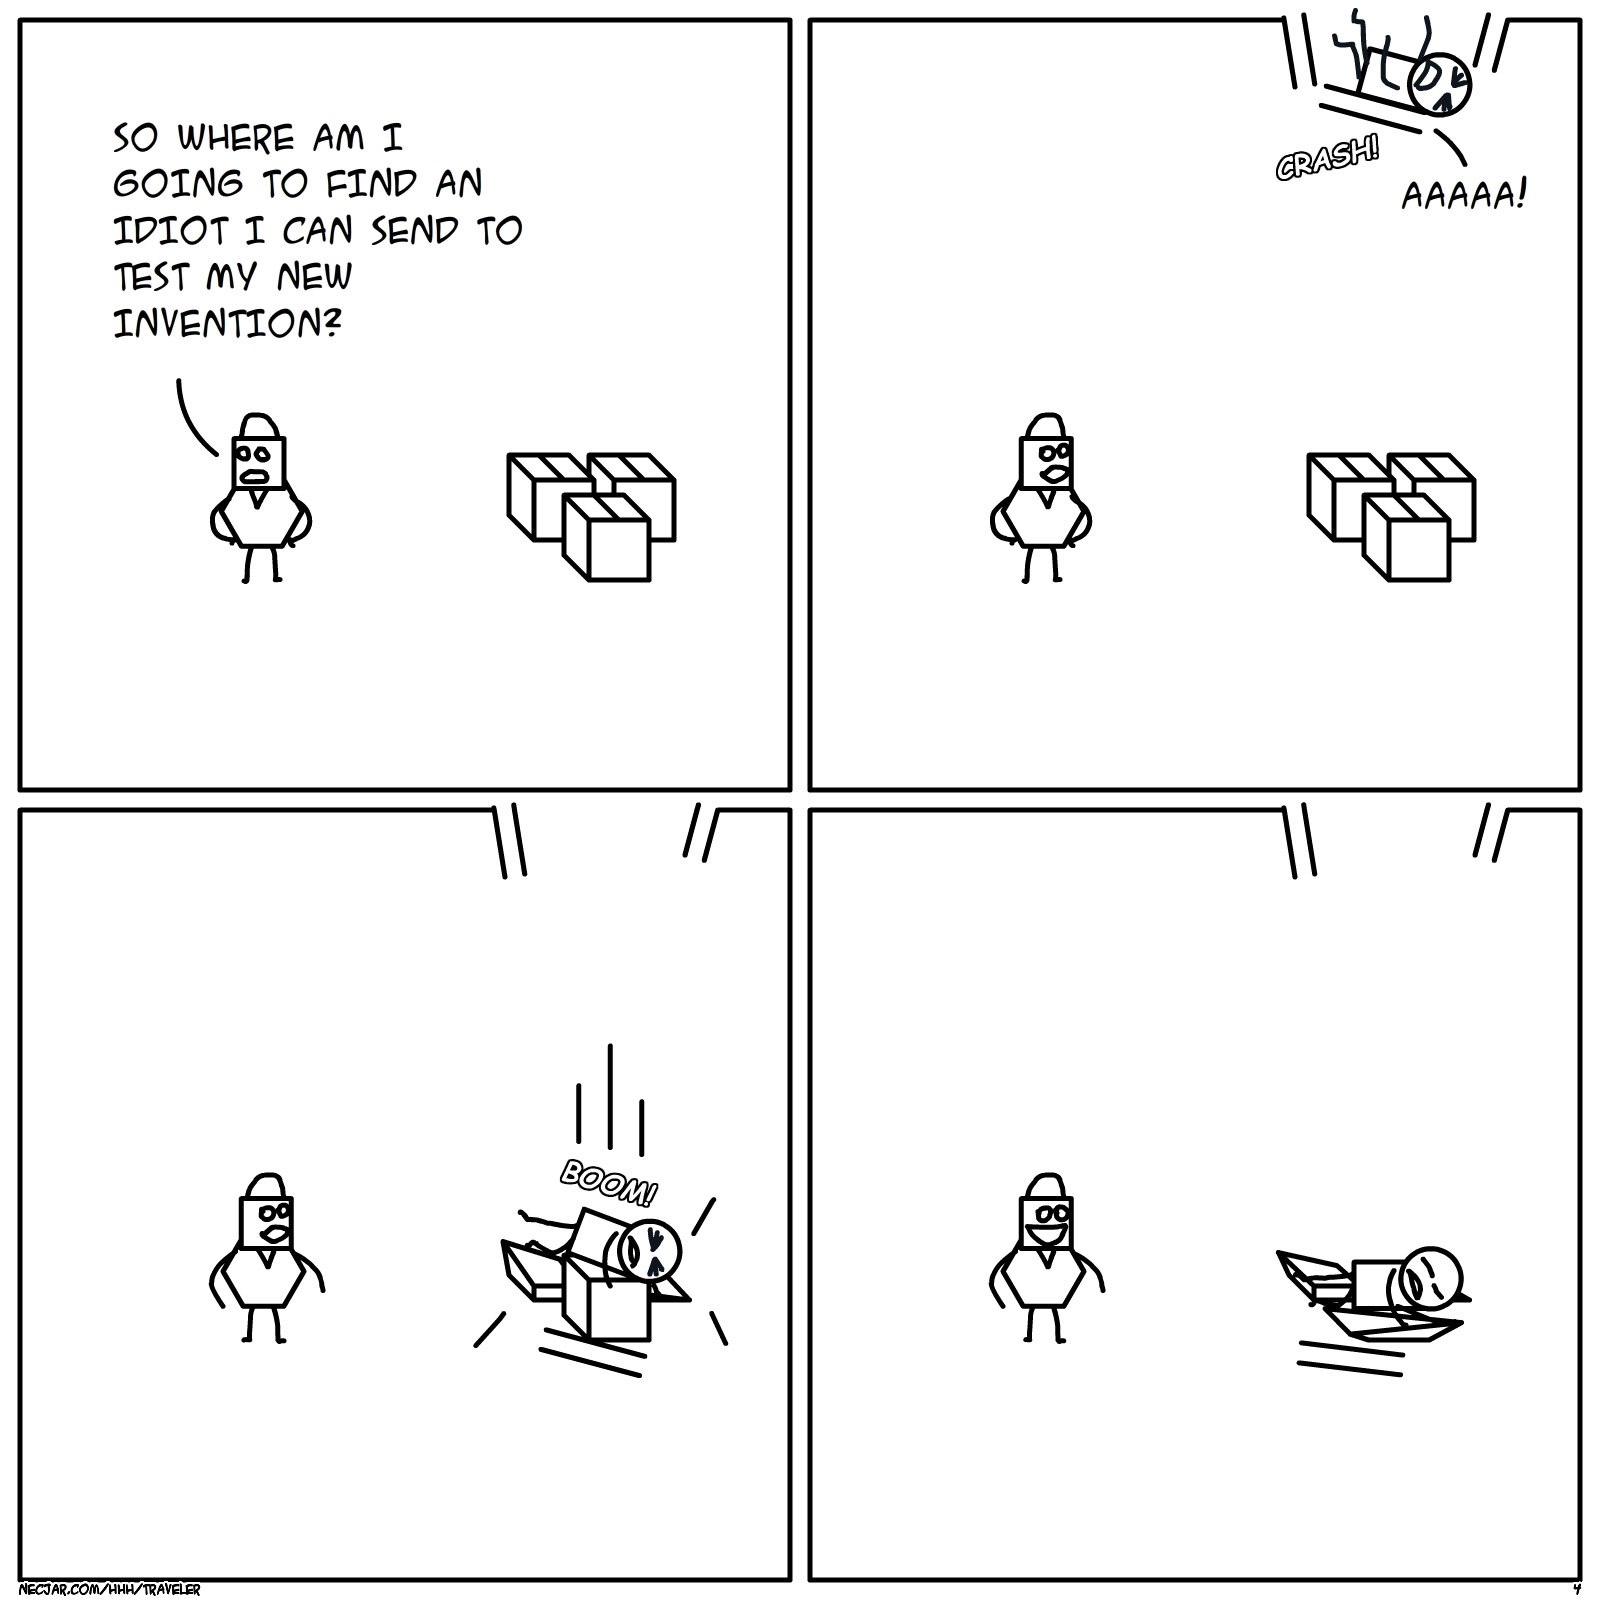 SO WHERE AM I
GOING TO FIND AN
IDIOT I CAN SEND TO
TEST MY NEW
INVENTION?
CRASH!
AAAAA!
BOOM!
NECJAR.COM/HHH/TRAVELER
4